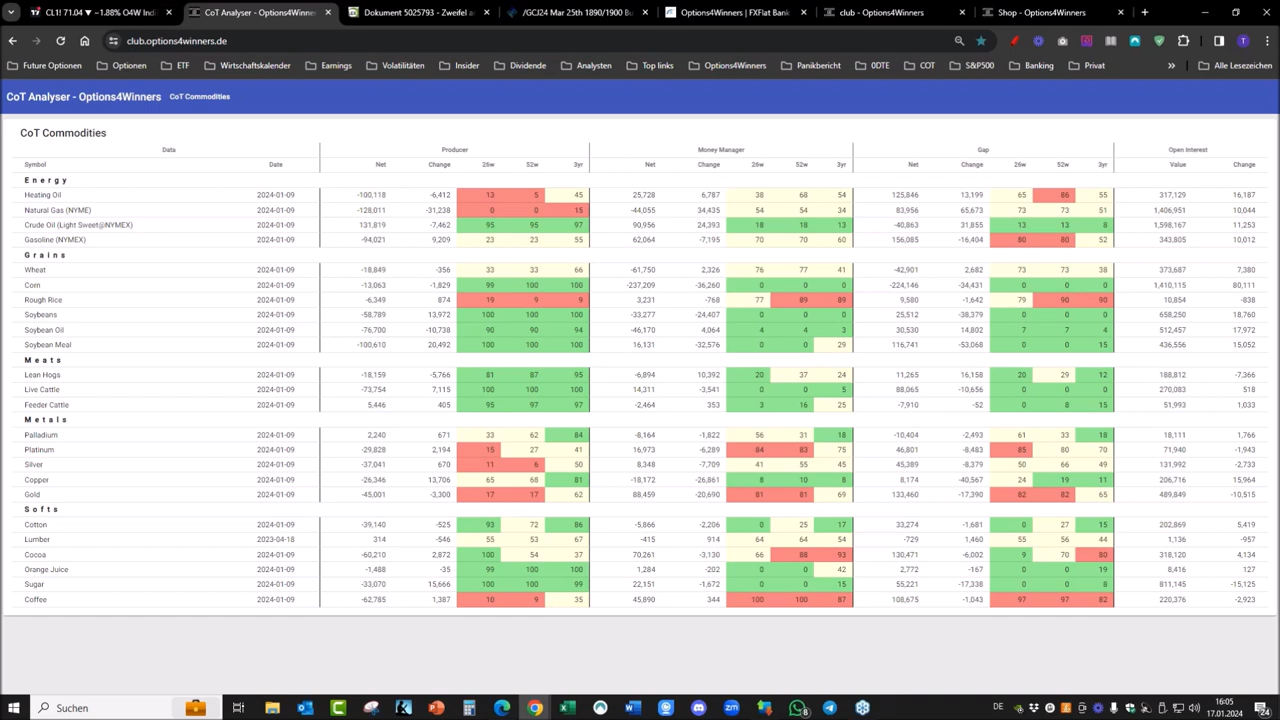 CL1! 71.04 ▼ −1.88% O4W Indi
CoT Analyser - Options4Winners
Dokument 5025793 - Zweifel a
/GCJ24 Mar 25th 1890/1900 Bu
Options4Winners | FXFlat Bank
club - Options4Winners
Shop - Options4Winners
club.options4winners.de
Future Optionen Optionen ETF Wirtschaftskalender Earnings Volatilitäten Insider Dividende Analysten Top links Options4Winners Panikbericht 0DTE COT S&P500 Banking Privat » Alle Lesezeichen
CoT Analyser - Options4Winners CoT Commodities
CoT Commodities
Data Producer Money Manager Gap Open Interest
Symbol Date Net Change 26w 52w 3yr Net Change 26w 52w 3yr Net Change 26w 52w 3yr Value Change
Energy
Heating Oil 2024-01-09 -100,118 -6,412 13 5 45 25,728 6,787 38 68 54 125,846 13,199 65 86 55 317,129 16,187
Natural Gas (NYME) 2024-01-09 -128,011 -31,238 0 0 15 -44,055 34,435 54 54 34 83,956 65,673 73 73 51 1,406,951 10,044
Crude Oil (Light Sweet@NYMEX) 2024-01-09 131,819 -7,462 95 95 97 90,956 24,393 18 18 13 -40,863 31,855 13 13 8 1,598,167 11,253
Gasoline (NYMEX) 2024-01-09 -94,021 9,209 23 23 55 62,064 -7,195 70 70 60 156,085 -16,404 80 80 52 343,805 10,012
Grains
Wheat 2024-01-09 -18,849 -356 33 33 66 -61,750 2,326 76 77 41 -42,901 2,682 73 73 38 373,687 7,380
Corn 2024-01-09 -13,063 -1,829 99 100 100 -237,209 -36,260 0 0 0 -224,146 -34,431 0 0 0 1,410,115 80,111
Rough Rice 2024-01-09 -6,349 874 19 9 9 3,231 -768 77 89 89 9,580 -1,642 79 90 90 10,854 -838
Soybeans 2024-01-09 -58,789 13,972 100 100 100 -33,277 -24,407 0 0 0 25,512 -38,379 0 0 0 658,250 18,760
Soybean Oil 2024-01-09 -76,700 -10,738 90 90 94 -46,170 4,064 4 4 3 30,530 14,802 7 7 4 512,457 17,972
Soybean Meal 2024-01-09 -100,610 20,492 100 100 100 16,131 -32,576 0 0 29 116,741 -53,068 0 0 15 436,556 15,052
Meats
Lean Hogs 2024-01-09 -18,159 -5,766 81 87 95 -6,894 10,392 20 37 24 11,265 16,158 20 29 12 188,812 -7,366
Live Cattle 2024-01-09 -73,754 7,115 100 100 100 14,311 -3,541 0 0 5 88,065 -10,656 0 0 0 270,083 518
Feeder Cattle 2024-01-09 5,446 405 95 97 97 -2,464 353 3 16 25 -7,910 -52 0 8 15 51,993 1,033
Metals
Palladium 2024-01-09 2,240 671 33 62 84 -8,164 -1,822 56 31 18 -10,404 -2,493 61 33 18 18,111 1,766
Platinum 2024-01-09 -29,828 2,194 15 27 41 16,973 -6,289 84 83 75 46,801 -8,483 85 80 70 71,940 -1,943
Silver 2024-01-09 -37,041 670 11 6 50 8,348 -7,709 41 55 45 45,389 -8,379 50 66 49 131,992 -2,733
Copper 2024-01-09 -26,346 13,706 65 68 81 -18,172 -26,861 8 10 8 8,174 -40,567 24 19 11 206,716 15,964
Gold 2024-01-09 -45,001 -3,300 17 17 62 88,459 -20,690 81 81 69 133,460 -17,390 82 82 65 489,849 -10,515
Softs
Cotton 2024-01-09 -39,140 -525 93 72 86 -5,866 -2,206 0 25 17 33,274 -1,681 0 27 15 202,869 5,419
Lumber 2023-04-18 314 -546 55 53 67 -415 914 64 64 54 -729 1,460 55 56 44 1,136 -957
Cocoa 2024-01-09 -60,210 2,872 100 54 37 70,261 -3,130 66 88 93 130,471 -6,002 9 70 80 318,120 4,134
Orange Juice 2024-01-09 -1,488 -35 99 100 100 1,284 -202 0 0 42 2,772 -167 0 0 19 8,416 127
Sugar 2024-01-09 -33,070 15,666 100 100 99 22,151 -1,672 0 0 15 55,221 -17,338 0 0 8 811,145 -15,125
Coffee 2024-01-09 -62,785 1,387 10 9 35 45,890 344 100 100 87 108,675 -1,043 97 97 82 220,376 -2,923
Suchen
DE
16:05
17.01.2024